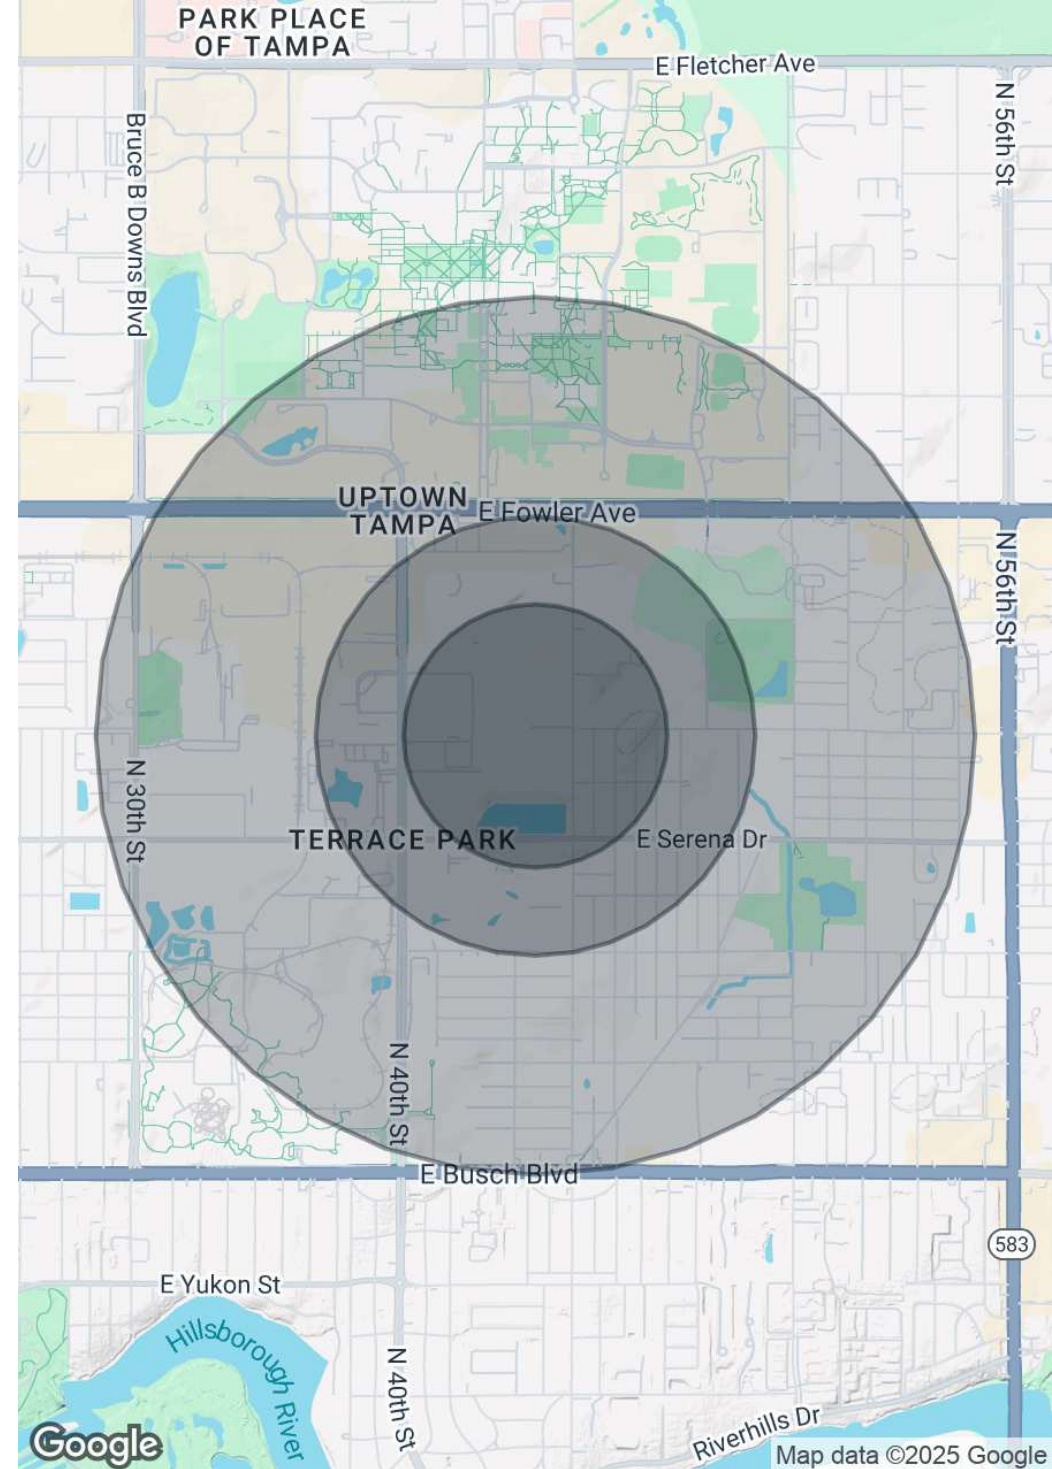 PARK PLACE
OF TAMPA
E Fletcher Ave
N 56th St
Bruce B Downs Blvd
UPTOWN
TAMPA
E Fowler Ave
N 56th St
N 30th St
TERRACE PARK
E Serena Dr
N 40th St
E Busch Blvd
583
E Yukon St
Hillsborough River
N 40th St
Riverhills Dr
Google
Map data ©2025 Google